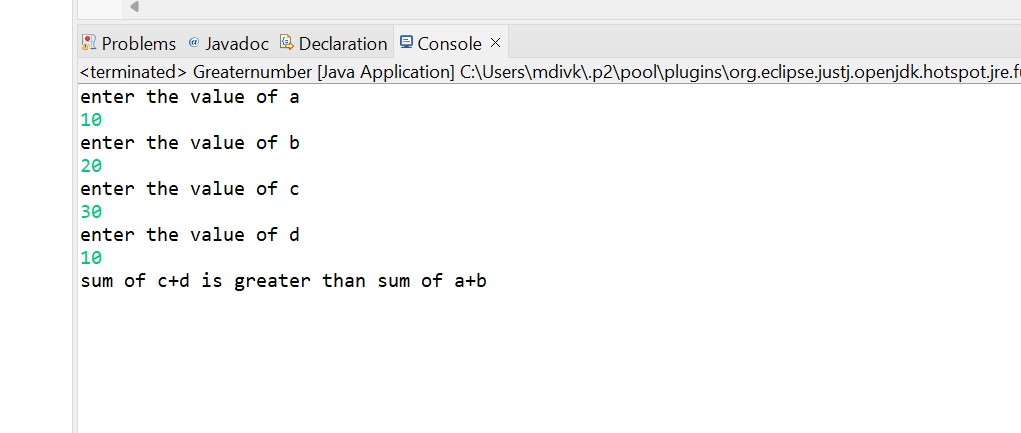 Problems @ Javadoc Declaration Console ×
<terminated> Greaternumber [Java Application] C:\Users\mdivk\.p2\pool\plugins\org.eclipse.justj.openjdk.hotspot.jre.fu
enter the value of a
10
enter the value of b
20
enter the value of c
30
enter the value of d
10
sum of c+d is greater than sum of a+b